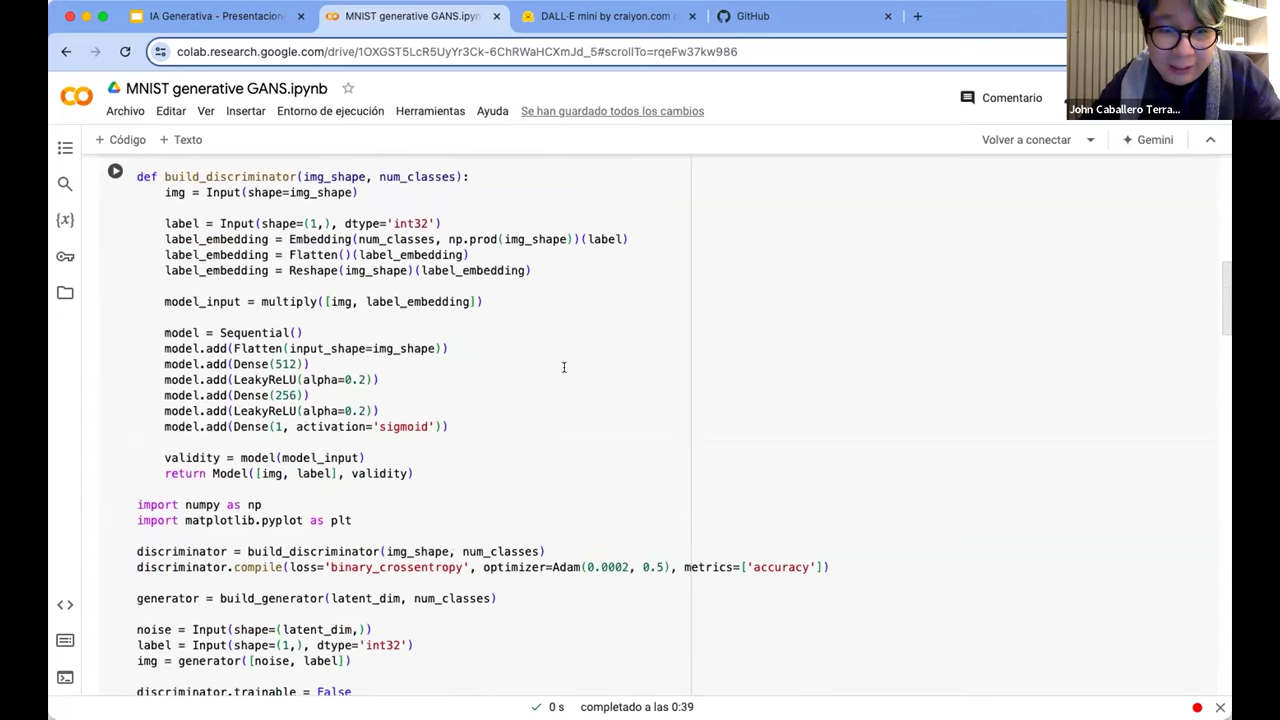 IA Generativa - Presentacion
MNIST generative GANS.ipyn
DALL·E mini by craiyon.com
GitHub
colab.research.google.com/drive/1OXGST5LcR5UyYr3Ck-6ChRWaHCXmJd_5#scrollTo=rqeFw37kw986
MNIST generative GANS.ipynb
Comentario
John Caballero Terra...
Archivo Editar Ver Insertar Entorno de ejecución Herramientas Ayuda Se han guardado todos los cambios
+ Código + Texto
Volver a conectar
Gemini
def build_discriminator(img_shape, num_classes):
    img = Input(shape=img_shape)
    label = Input(shape=(1,), dtype='int32')
    label_embedding = Embedding(num_classes, np.prod(img_shape))(label)
    label_embedding = Flatten()(label_embedding)
    label_embedding = Reshape(img_shape)(label_embedding)
    model_input = multiply([img, label_embedding])
    model = Sequential()
    model.add(Flatten(input_shape=img_shape))
    model.add(Dense(512))
    model.add(LeakyReLU(alpha=0.2))
    model.add(Dense(256))
    model.add(LeakyReLU(alpha=0.2))
    model.add(Dense(1, activation='sigmoid'))
    validity = model(model_input)
    return Model([img, label], validity)
import numpy as np
import matplotlib.pyplot as plt
discriminator = build_discriminator(img_shape, num_classes)
discriminator.compile(loss='binary_crossentropy', optimizer=Adam(0.0002, 0.5), metrics=['accuracy'])
generator = build_generator(latent_dim, num_classes)
noise = Input(shape=(latent_dim,))
label = Input(shape=(1,), dtype='int32')
img = generator([noise, label])
discriminator.trainable = False
0 s completado a las 0:39